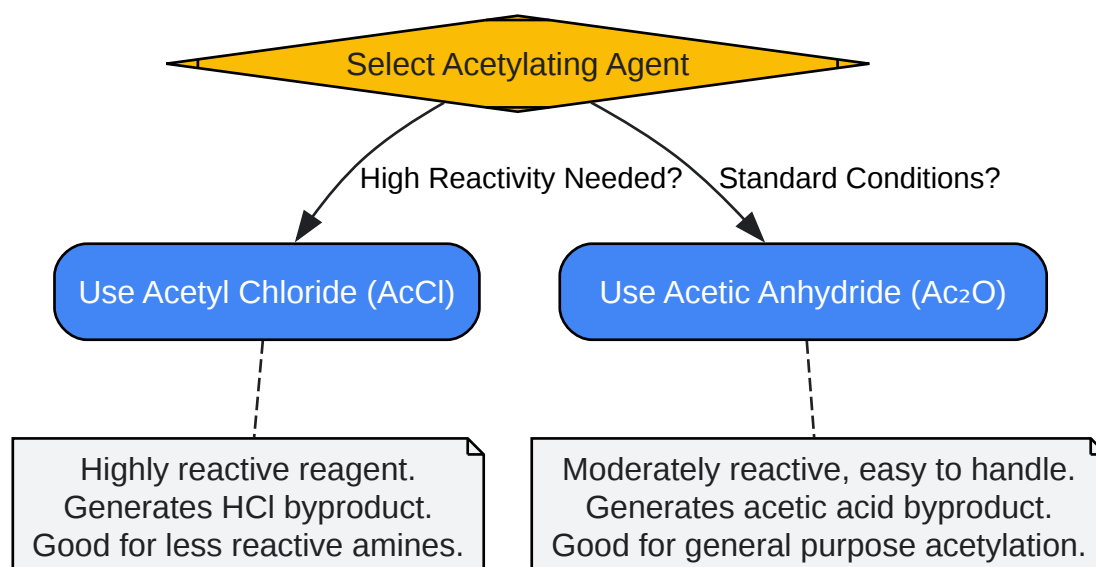 Select Acetylating Agent
High Reactivity Needed?
Standard Conditions?
Use Acetyl Chloride (AcCl)
Use Acetic Anhydride (Ac₂O)
Highly reactive reagent.
Generates HCl byproduct.
Good for less reactive amines.
Moderately reactive, easy to handle.
Generates acetic acid byproduct.
Good for general purpose acetylation.